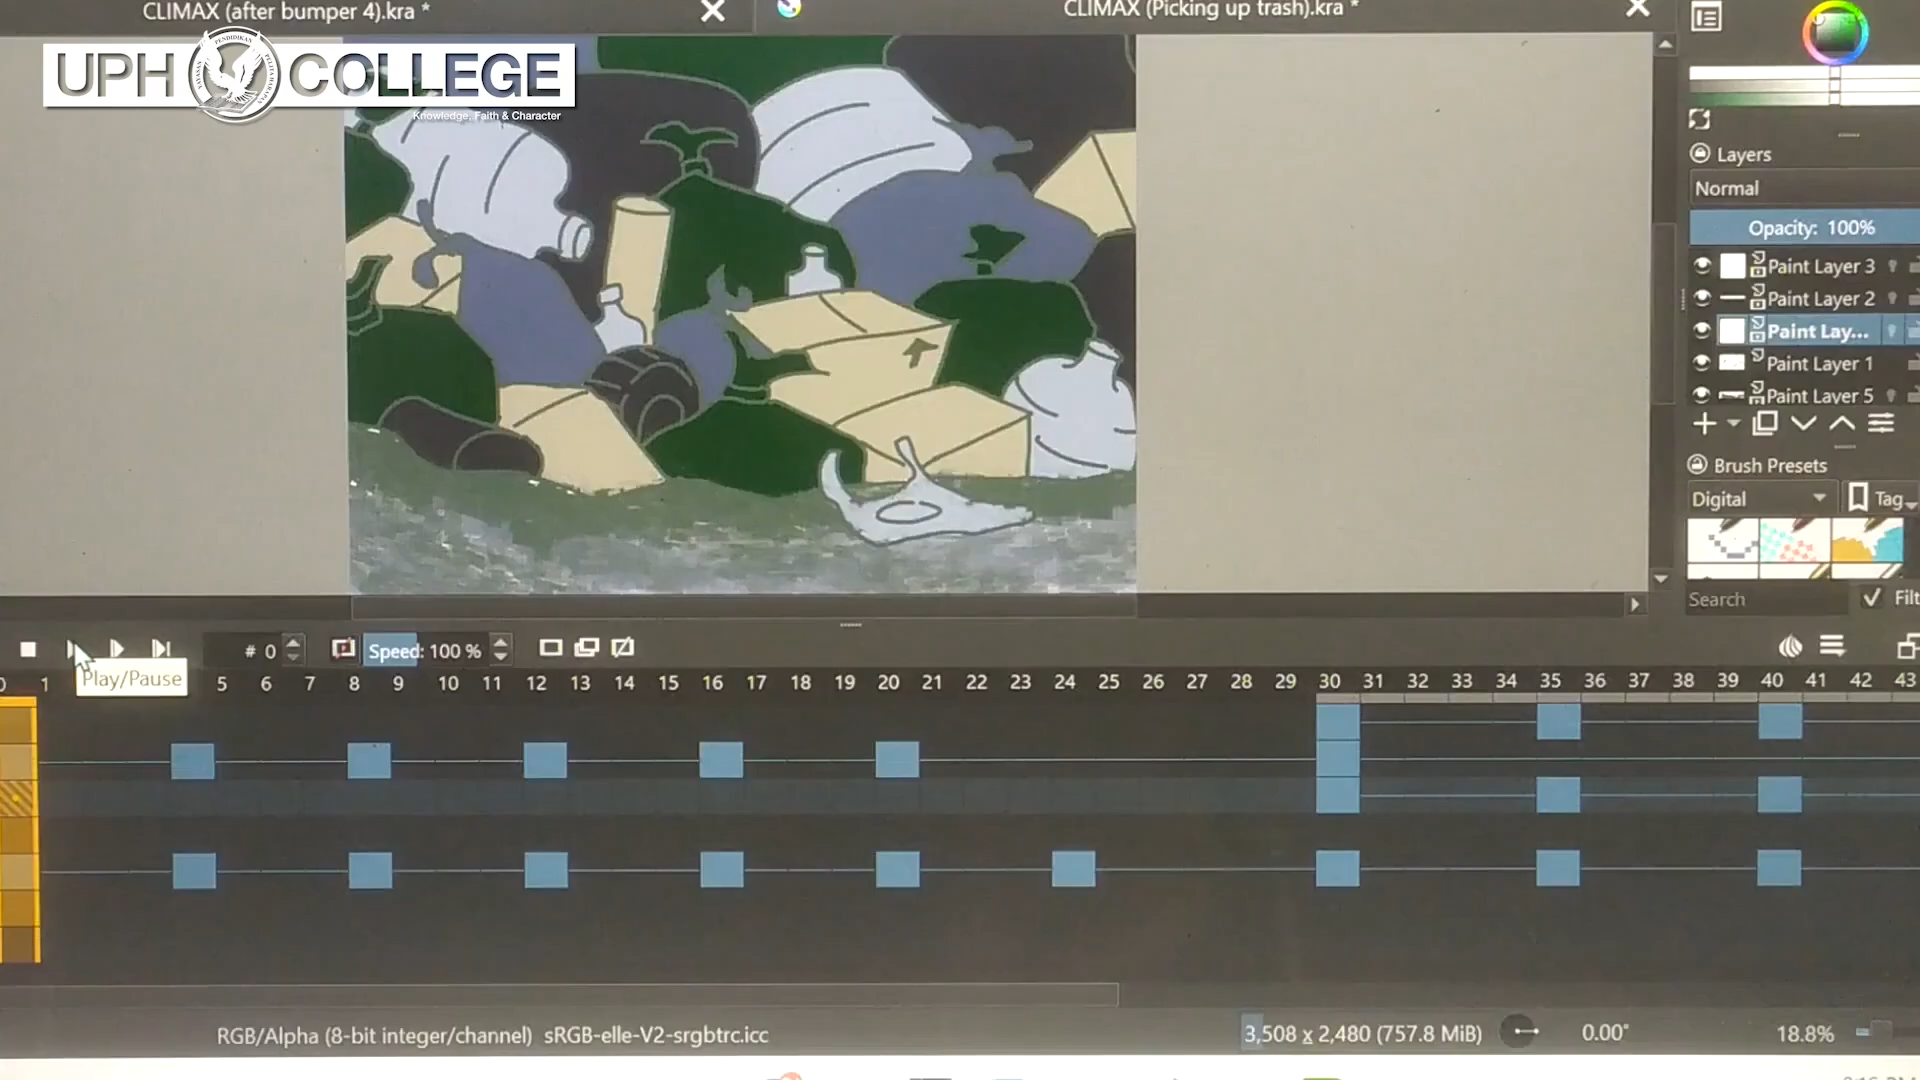 CLIMAX (after bumper 4).kra *
CLIMAX (Picking up trash).kra *
UPH COLLEGE
Knowledge, Faith & Character
Layers
Normal
Opacity: 100%
Paint Layer 3
Paint Layer 2
Paint Lay...
Paint Layer 1
Paint Layer 5
Brush Presets
Digital
Tag
Search
Filt
# 0
Speed: 100 %
Play/Pause
0 1 5 6 7 8 9 10 11 12 13 14 15 16 17 18 19 20 21 22 23 24 25 26 27 28 29 30 31 32 33 34 35 36 37 38 39 40 41 42 43
RGB/Alpha (8-bit integer/channel) sRGB-elle-V2-srgbtrc.icc
3,508 x 2,480 (757.8 MiB)
0.00°
18.8%